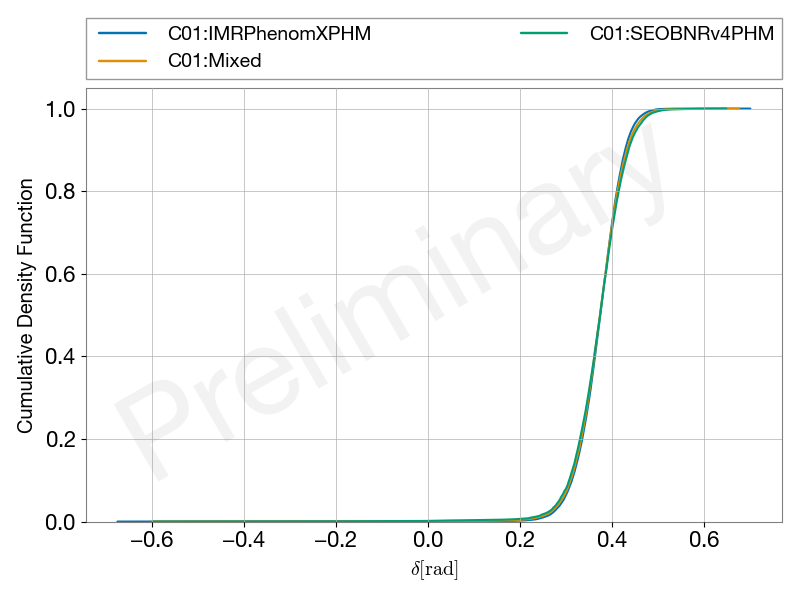 C01:IMRPhenomXPHM C01:SEOBNRv4PHM
C01:Mixed
Cumulative Density Function
1.0
0.8
0.6
0.4
0.2
0.0
−0.6 −0.4 −0.2 0.0 0.2 0.4 0.6
δ[rad]
Preliminary